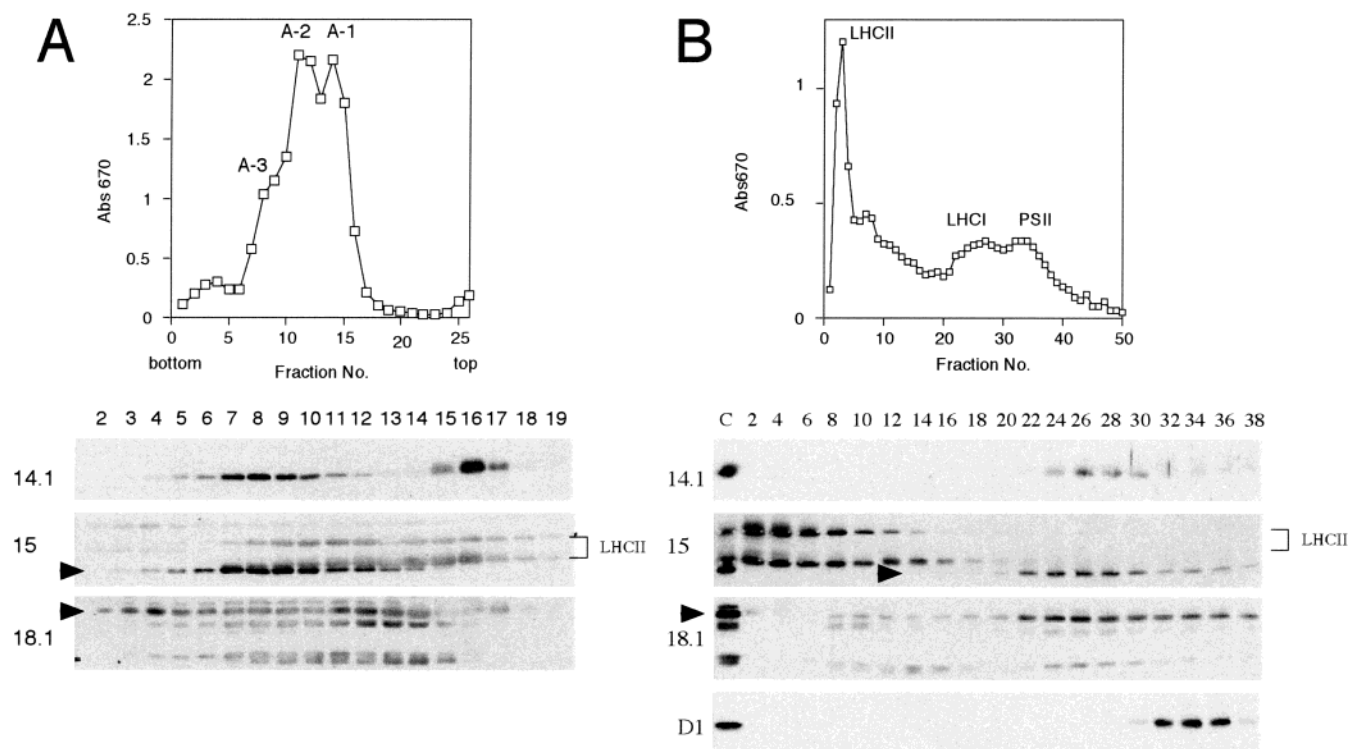 A
2.5
A-2 A-1
2
1.5
A-3
1
0.5
0
Abs 670
0 5 10 15 20 25
bottom Fraction No. top
2 3 4 5 6 7 8 9 10 11 12 13 14 15 16 17 18 19
14.1
15 LHCII
18.1
B
LHCII
1
0.5
LHCI PSII
0
Abs670
0 10 20 30 40 50
Fraction No.
C 2 4 6 8 10 12 14 16 18 20 22 24 26 28 30 32 34 36 38
14.1
15 LHCII
18.1
D1